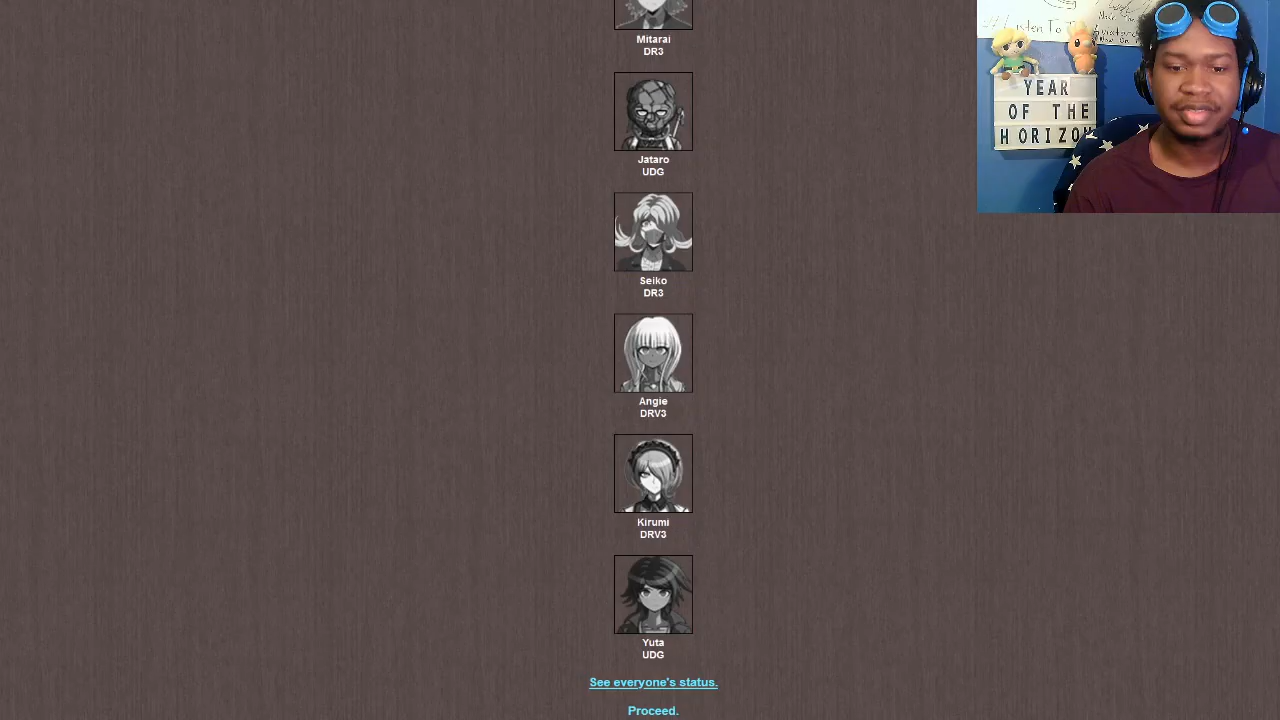 Mitarai
DR3
Jataro
UDG
Seiko
DR3
Angie
DRV3
Kirumi
DRV3
Yuta
UDG
See everyone's status.
Proceed.
YEAR
OF THE
HORIZON